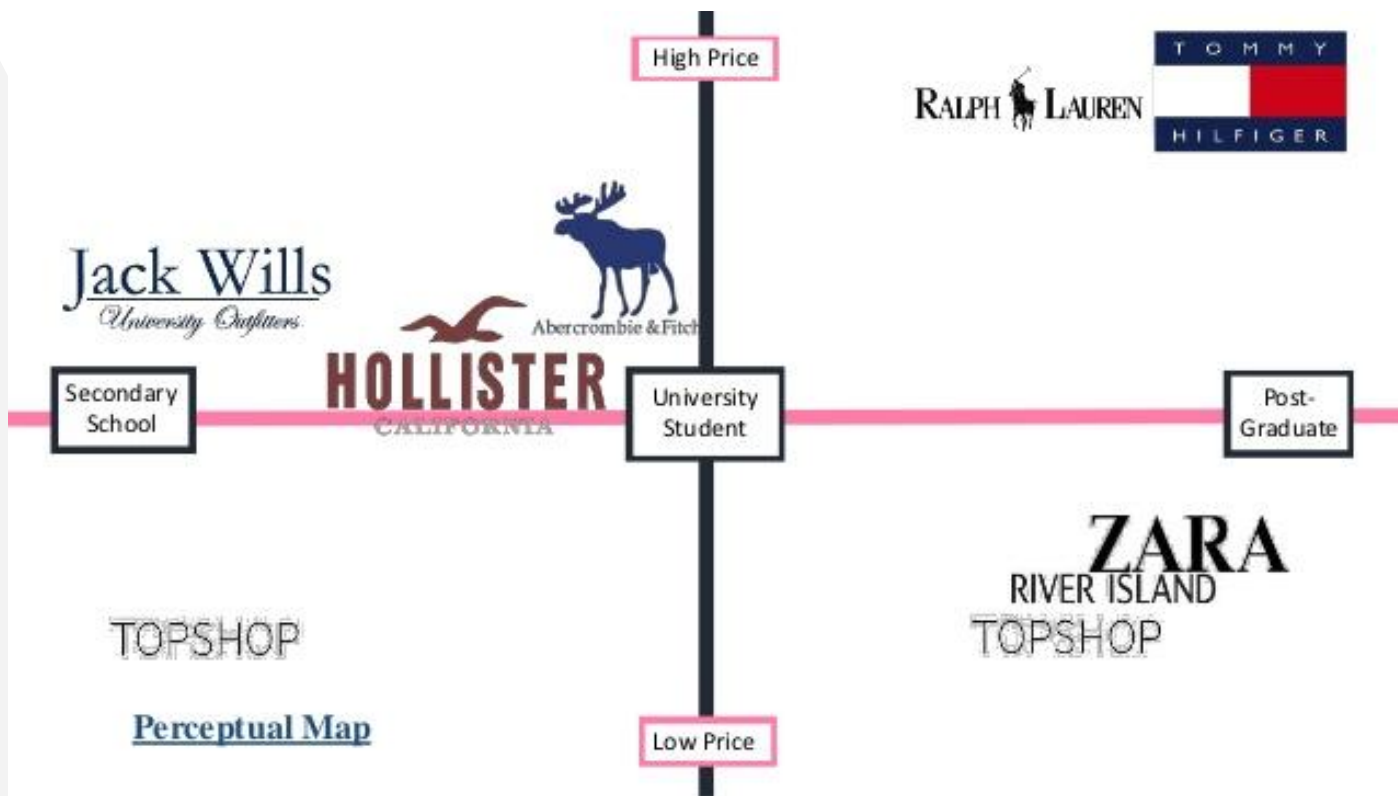 High Price
TOMMY
HILFIGER
RALPH LAUREN
Jack Wills
University Outfitters
Abercrombie & Fitch
HOLLISTER
CALIFORNIA
Secondary
School
University
Student
Post-
Graduate
ZARA
RIVER ISLAND
TOPSHOP
TOPSHOP
Perceptual Map
Low Price